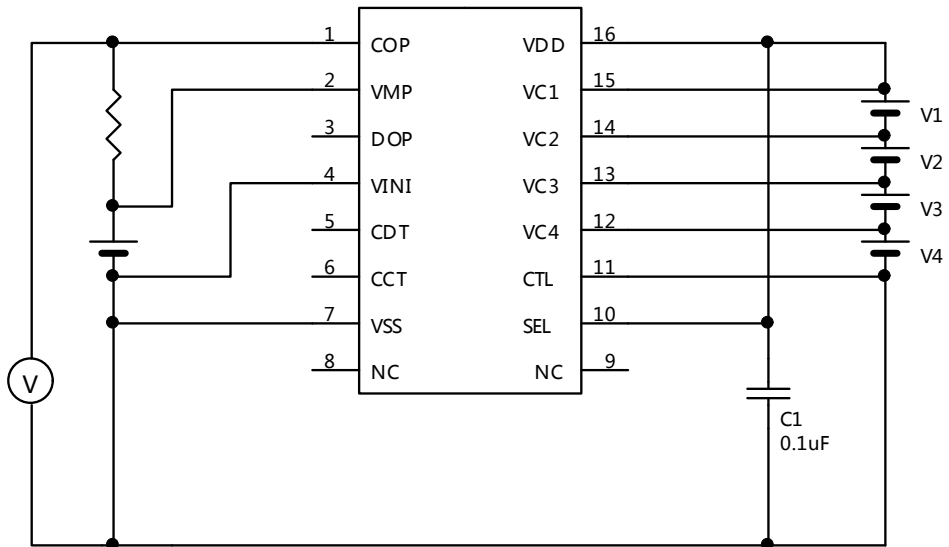 1 COP VDD 16
2 VMP VC1 15
V1
3 DOP VC2 14
V2
4 VINI VC3 13
V3
5 CDT VC4 12
V4
6 CCT CTL 11
7 VSS SEL 10
8 NC NC 9
V
C1
0.1uF